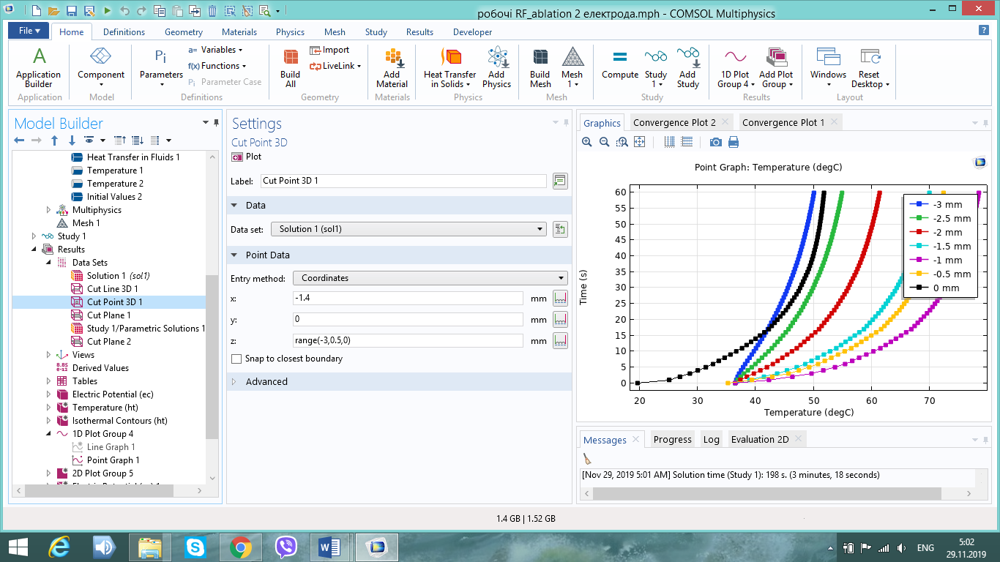 робочі RF_ablation 2 електрода.mph - COMSOL Multiphysics
File Home Definitions Geometry Materials Physics Mesh Study Results Developer
Application Builder
Application
Component
Model
Parameters
a= Variables
f(x) Functions
Pi Parameter Case
Definitions
Build All
Import
LiveLink
Geometry
Add Material
Materials
Heat Transfer in Solids
Add Physics
Physics
Build Mesh
Mesh 1
Mesh
Compute
Study 1
Add Study
Study
1D Plot Group 4
Add Plot Group
Results
Windows
Reset Desktop
Layout
Model Builder
Heat Transfer in Fluids 1
Temperature 1
Temperature 2
Initial Values 2
Multiphysics
Mesh 1
Study 1
Results
Data Sets
Solution 1 (sol1)
Cut Line 3D 1
Cut Point 3D 1
Cut Plane 1
Study 1/Parametric Solutions 1
Cut Plane 2
Views
8.85 e-12 Derived Values
Tables
Electric Potential (ec)
Temperature (ht)
Isothermal Contours (ht)
1D Plot Group 4
Line Graph 1
Point Graph 1
2D Plot Group 5
Settings
Cut Point 3D
Plot
Label: Cut Point 3D 1
Data
Data set: Solution 1 (sol1)
Point Data
Entry method: Coordinates
x: -1.4 mm
y: 0 mm
z: range(-3,0.5,0) mm
Snap to closest boundary
Advanced
Graphics Convergence Plot 2 Convergence Plot 1
Point Graph: Temperature (degC)
60
55
50
45
40
35
30
25
20
15
10
5
0
Time (s)
20 30 40 50 60 70
Temperature (degC)
-3 mm
-2.5 mm
-2 mm
-1.5 mm
-1 mm
-0.5 mm
0 mm
Messages Progress Log Evaluation 2D
[Nov 29, 2019 5:01 AM] Solution time (Study 1): 198 s. (3 minutes, 18 seconds)
1.4 GB | 1.52 GB
ENG
5:02
29.11.2019